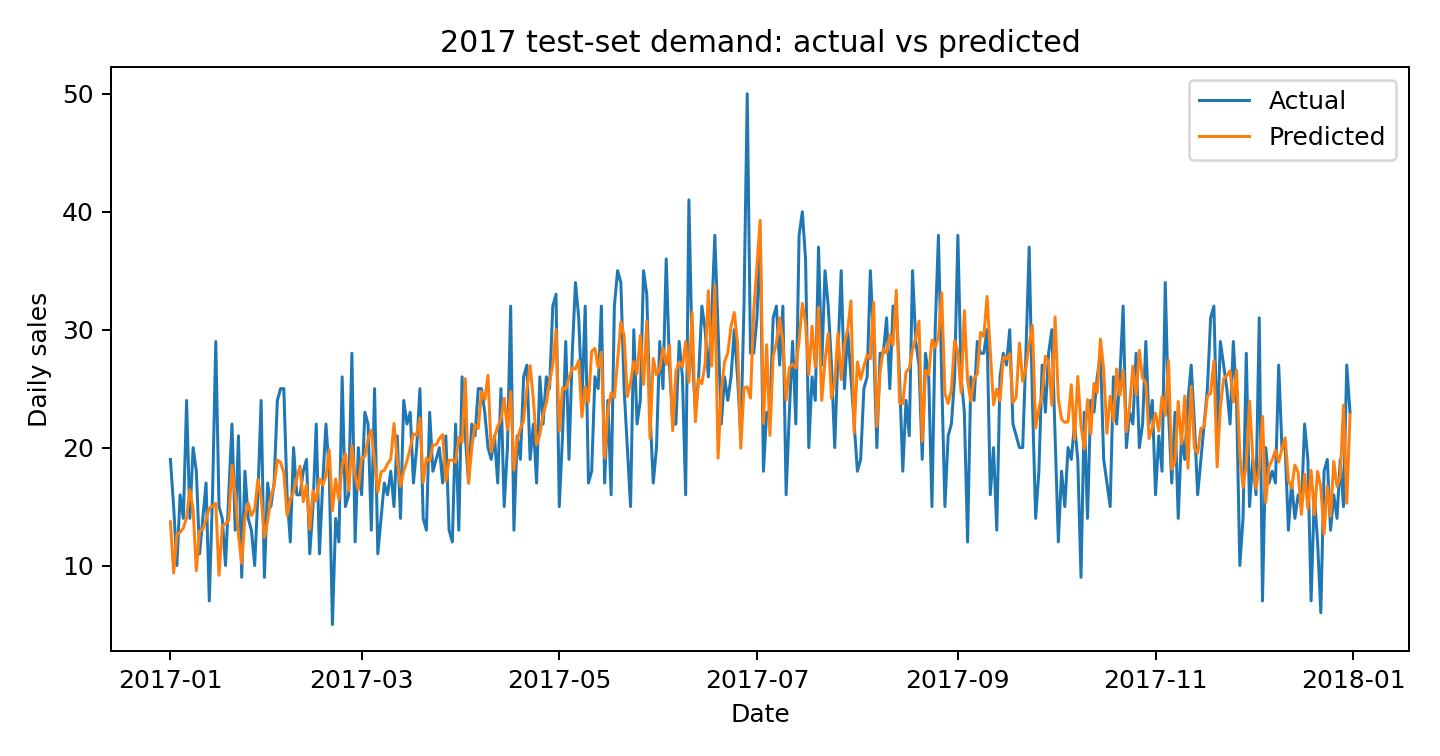 2017 test-set demand: actual vs predicted
Actual
Predicted
Daily sales
50
40
30
20
10
2017-01 2017-03 2017-05 2017-07 2017-09 2017-11 2018-01
Date